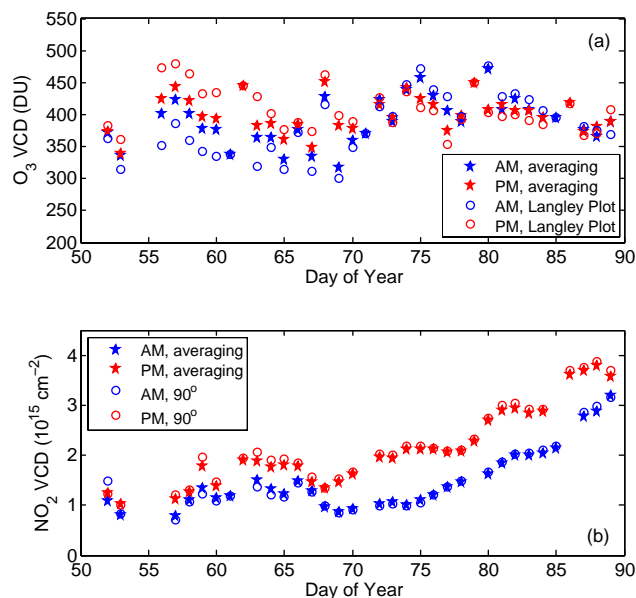 550
500
450
400
350
300
250
200
O3 VCD (DU)
(a)
AM, averaging
PM, averaging
AM, Langley Plot
PM, Langley Plot
50 55 60 65 70 75 80 85 90
Day of Year
4
3
2
1
0
NO2 VCD (10^15 cm^−2)
AM, averaging
PM, averaging
AM, 90°
PM, 90°
(b)
50 55 60 65 70 75 80 85 90
Day of Year